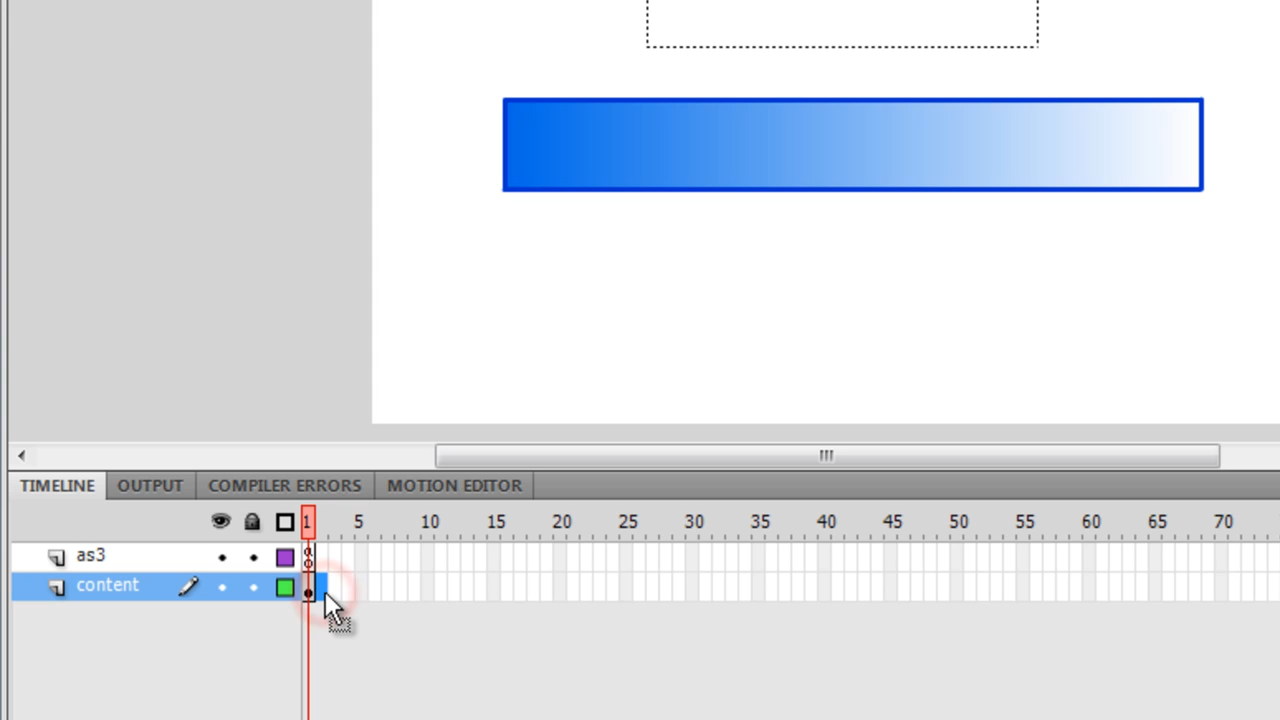 TIMELINE OUTPUT COMPILER ERRORS MOTION EDITOR
1 5 10 15 20 25 30 35 40 45 50 55 60 65 70
as3 a
content